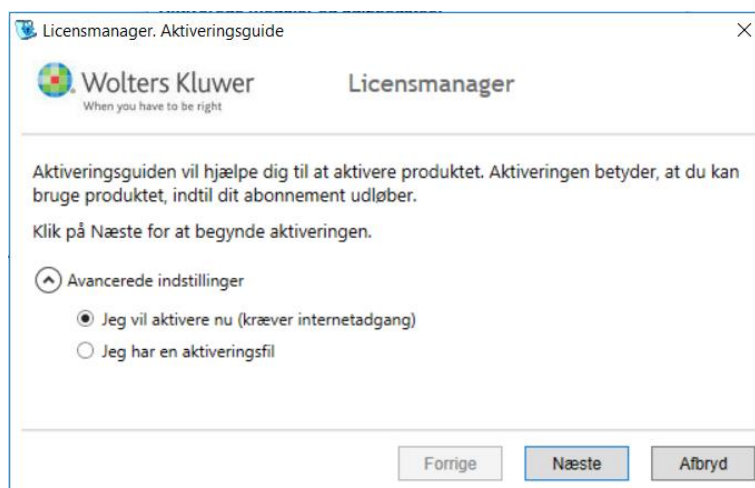 Licensmanager. Aktiveringsguide
Wolters Kluwer
When you have to be right
Licensmanager
Aktiveringsguiden vil hjælpe dig til at aktivere produktet. Aktiveringen betyder, at du kan
bruge produktet, indtil dit abonnement udløber.
Klik på Næste for at begynde aktiveringen.
Avancerede indstillinger
Jeg vil aktivere nu (kræver internetadgang)
Jeg har en aktiveringsfil
Forrige
Næste
Afbryd